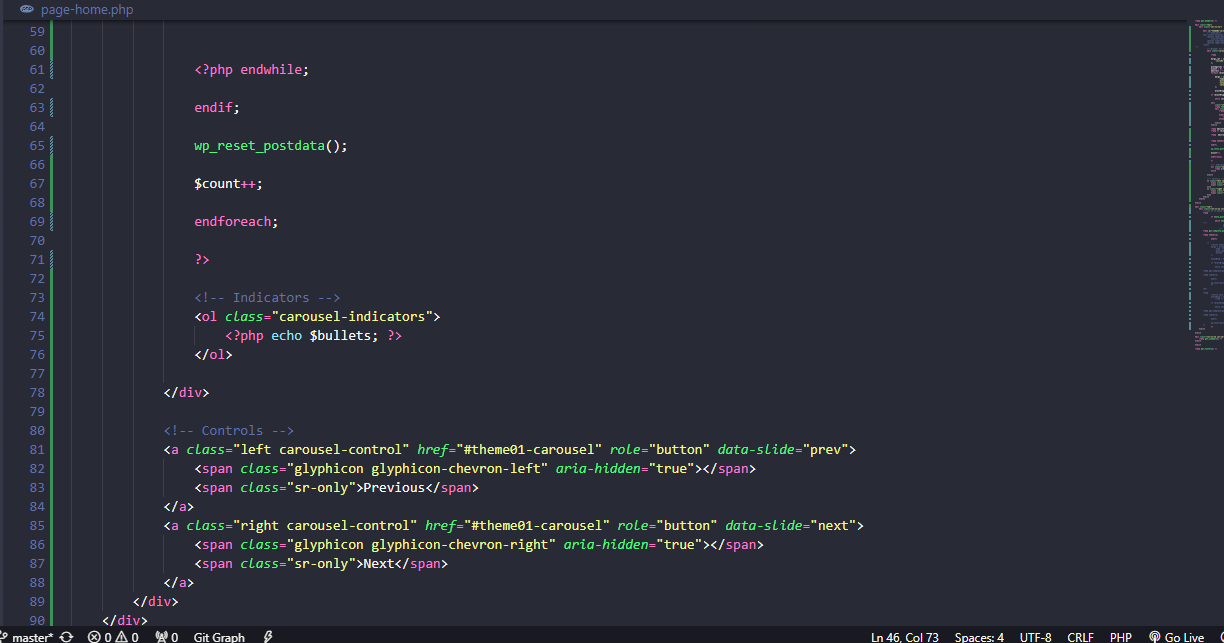 page-home.php
59
60
61 <?php endwhile;
62
63 endif;
64
65 wp_reset_postdata();
66
67 $count++;
68
69 endforeach;
70
71 ?>
72
73 <!-- Indicators -->
74 <ol class="carousel-indicators">
75 <?php echo $bullets; ?>
76 </ol>
77
78 </div>
79
80 <!-- Controls -->
81 <a class="left carousel-control" href="#theme01-carousel" role="button" data-slide="prev">
82 <span class="glyphicon glyphicon-chevron-left" aria-hidden="true"></span>
83 <span class="sr-only">Previous</span>
84 </a>
85 <a class="right carousel-control" href="#theme01-carousel" role="button" data-slide="next">
86 <span class="glyphicon glyphicon-chevron-right" aria-hidden="true"></span>
87 <span class="sr-only">Next</span>
88 </a>
89 </div>
90 </div>
master* 0 0 0 Git Graph Ln 46, Col 73 Spaces: 4 UTF-8 CRLF PHP Go Live